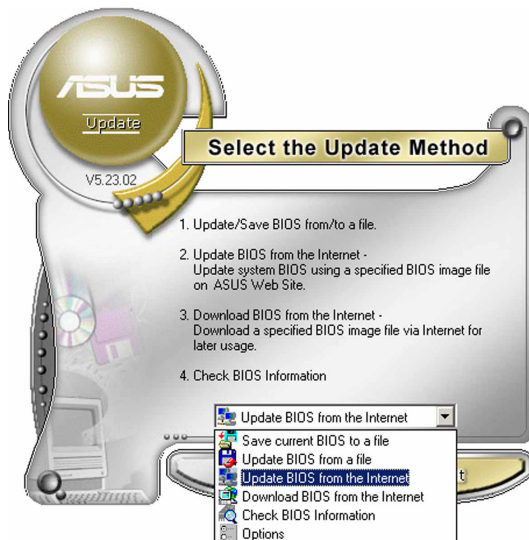 ASUS
Update
V5.23.02
Select the Update Method
1. Update/Save BIOS from/to a file.
2. Update BIOS from the Internet -
Update system BIOS using a specified BIOS image file
on ASUS Web Site.
3. Download BIOS from the Internet -
Download a specified BIOS image file via Internet for
later usage.
4. Check BIOS Information
Update BIOS from the Internet
Save current BIOS to a file
Update BIOS from a file
Update BIOS from the Internet
Download BIOS from the Internet
Check BIOS Information
Options